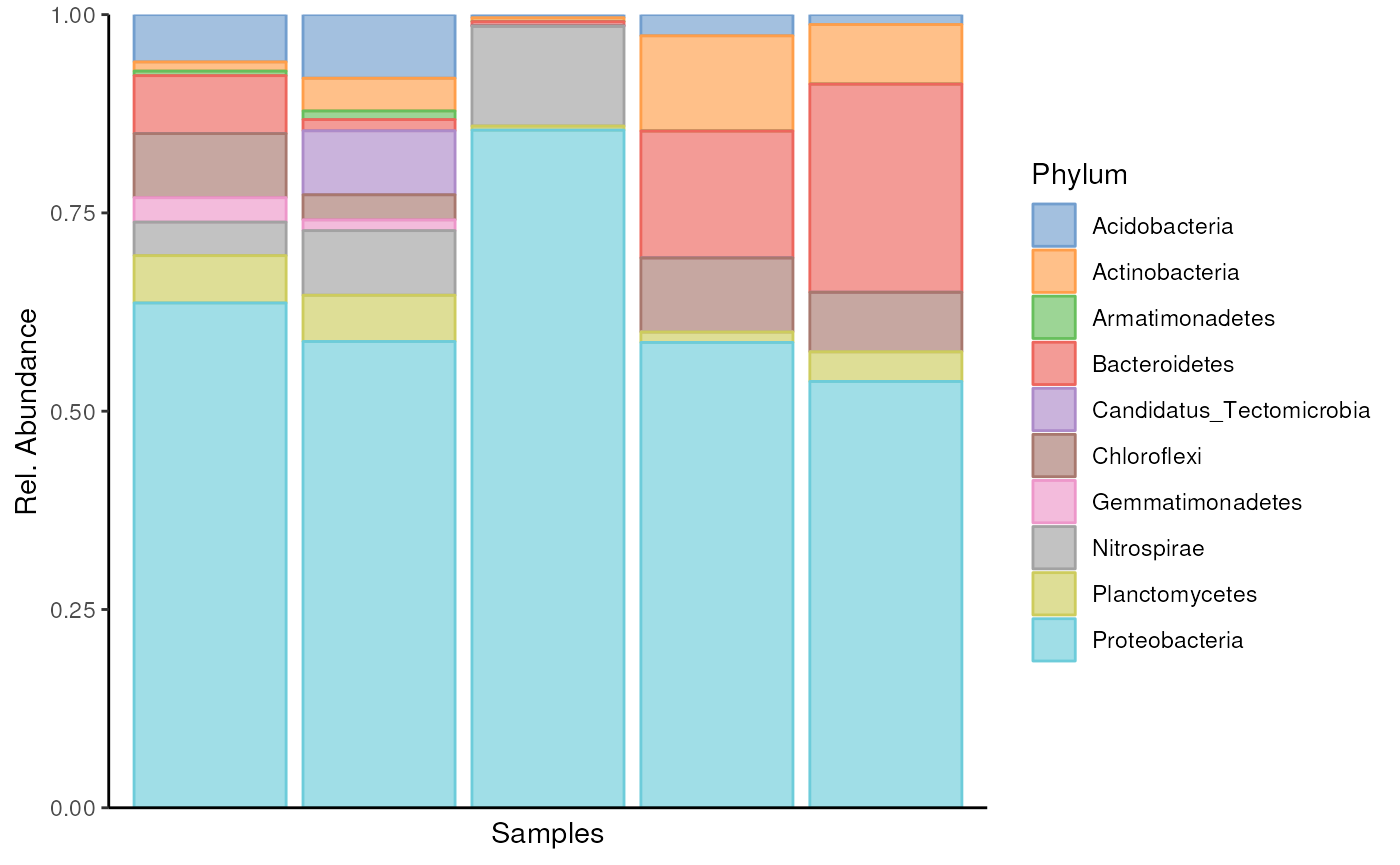 Rel. Abundance
1.00
0.75
0.50
0.25
0.00
Samples
Phylum
Acidobacteria
Actinobacteria
Armatimonadetes
Bacteroidetes
Candidatus_Tectomicrobia
Chloroflexi
Gemmatimonadetes
Nitrospirae
Planctomycetes
Proteobacteria